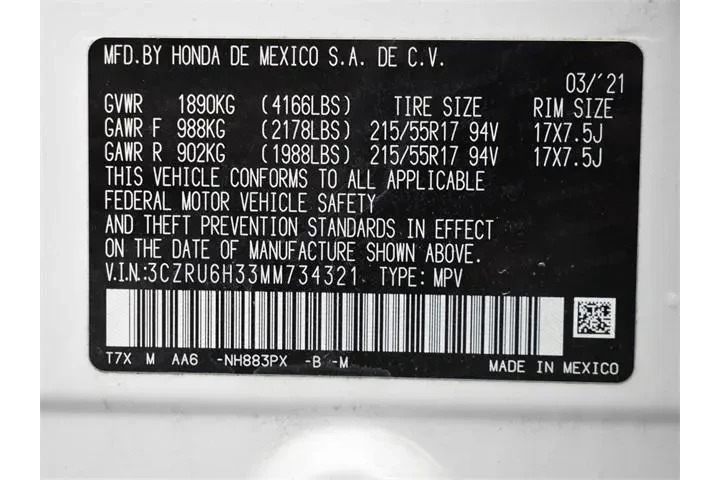 MFD.BY HONDA DE MEXICO S.A. DE C.V.
03/'21
GVWR 1890KG (4166LBS) TIRE SIZE RIM SIZE
GAWR F 988KG (2178LBS) 215/55R17 94V 17X7.5J
GAWR R 902KG (1988LBS) 215/55R17 94V 17X7.5J
THIS VEHICLE CONFORMS TO ALL APPLICABLE
FEDERAL MOTOR VEHICLE SAFETY
AND THEFT PREVENTION STANDARDS IN EFFECT
ON THE DATE OF MANUFACTURE SHOWN ABOVE.
V.I.N.:3CZRU6H33MM734321 TYPE: MPV
T7X M AA6 -NH883PX -B -M
MADE IN MEXICO